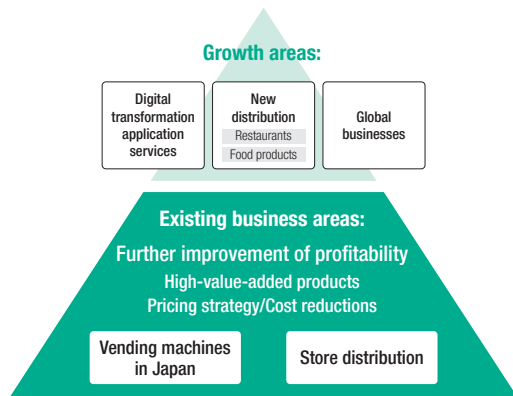 Growth areas:
Digital
transformation
application
services
New
distribution
Restaurants
Food products
Global
businesses
Existing business areas:
Further improvement of profitability
High-value-added products
Pricing strategy/Cost reductions
Vending machines
in Japan
Store distribution